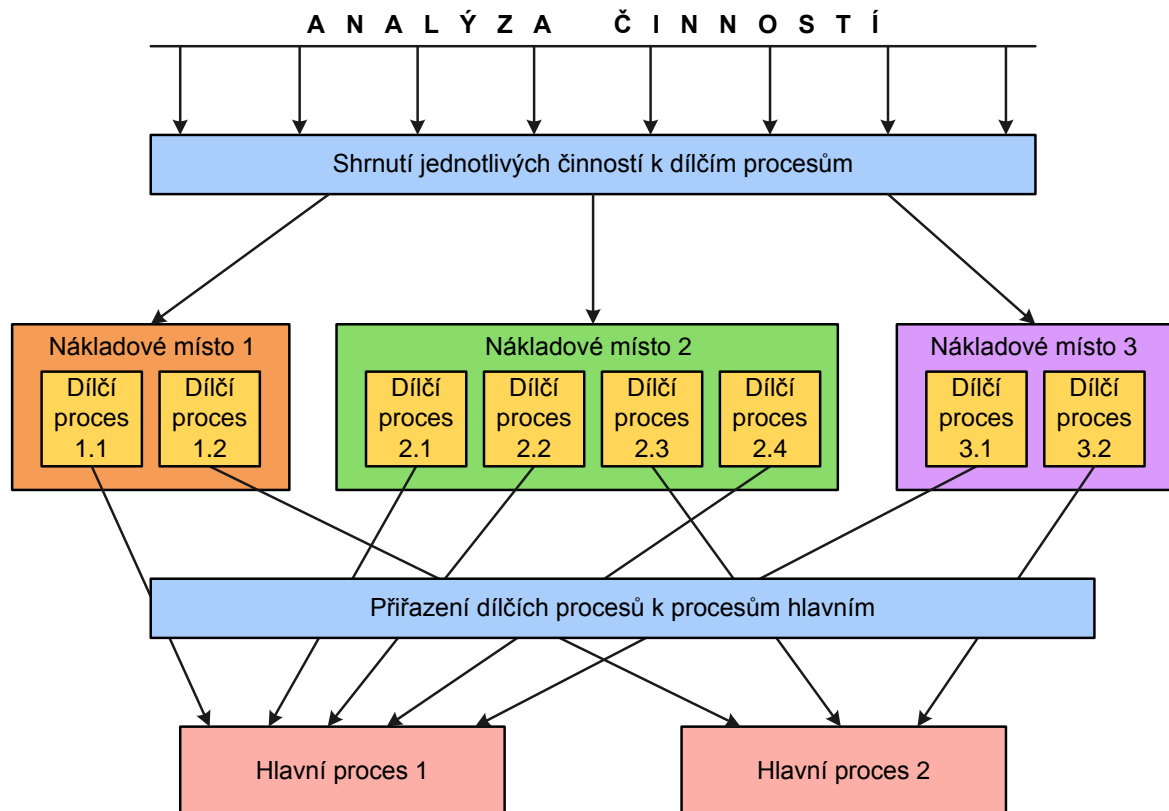 ANALÝZA ČINNOSTÍ
Shrnutí jednotlivých činností k dílčím procesům
Nákladové místo 1
Dílčí
proces
1.1
Dílčí
proces
1.2
Nákladové místo 2
Dílčí
proces
2.1
Dílčí
proces
2.2
Dílčí
proces
2.3
Dílčí
proces
2.4
Nákladové místo 3
Dílčí
proces
3.1
Dílčí
proces
3.2
Přiřazení dílčích procesů k procesům hlavním
Hlavní proces 1
Hlavní proces 2